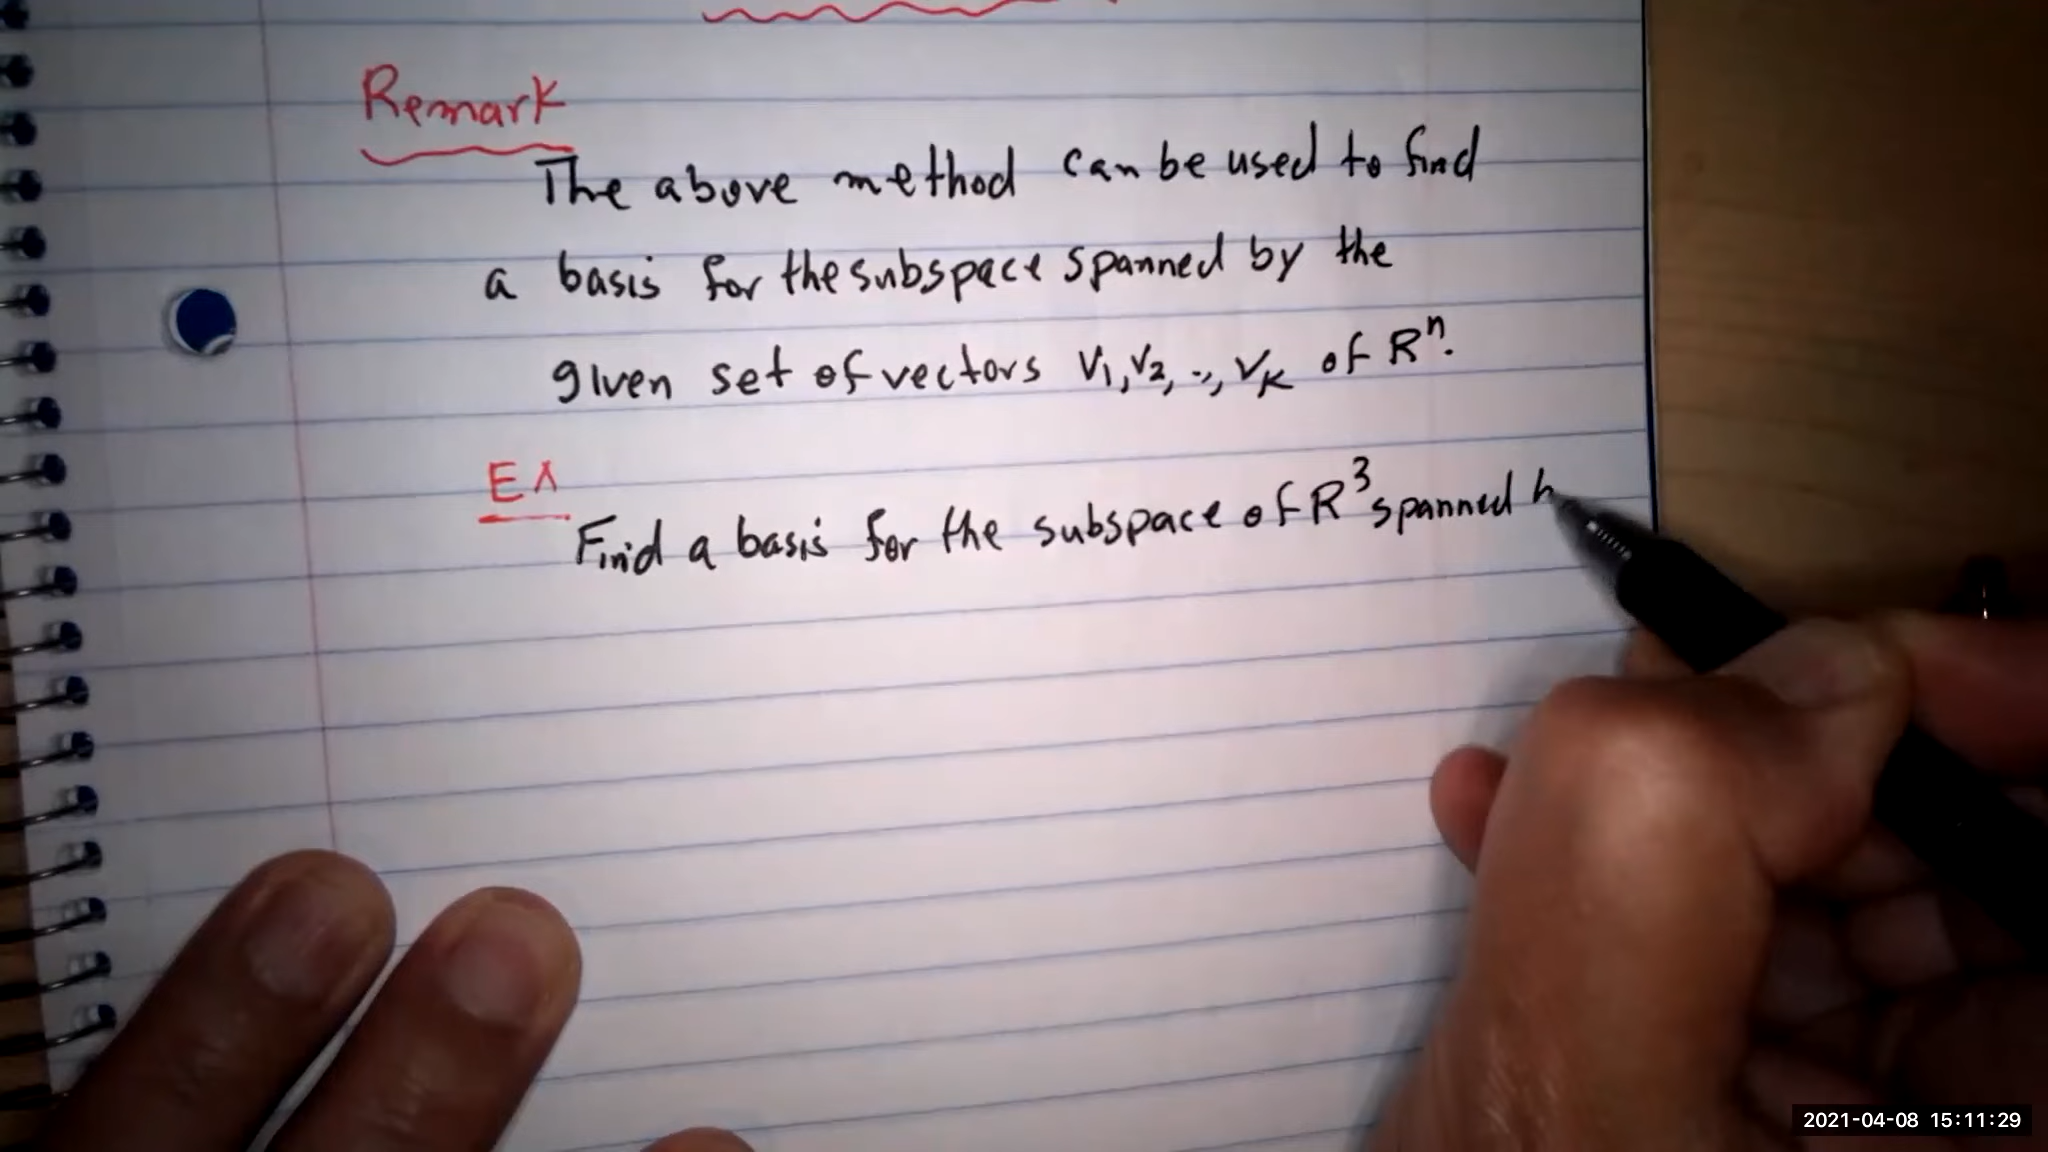 Remark
The above method can be used to find
a basis for the subspace spanned by the
given set of vectors V₁, V₂, .., Vₖ of Rⁿ.
EX
Find a basis for the subspace of R³ spanned
2021-04-08 15:11:29